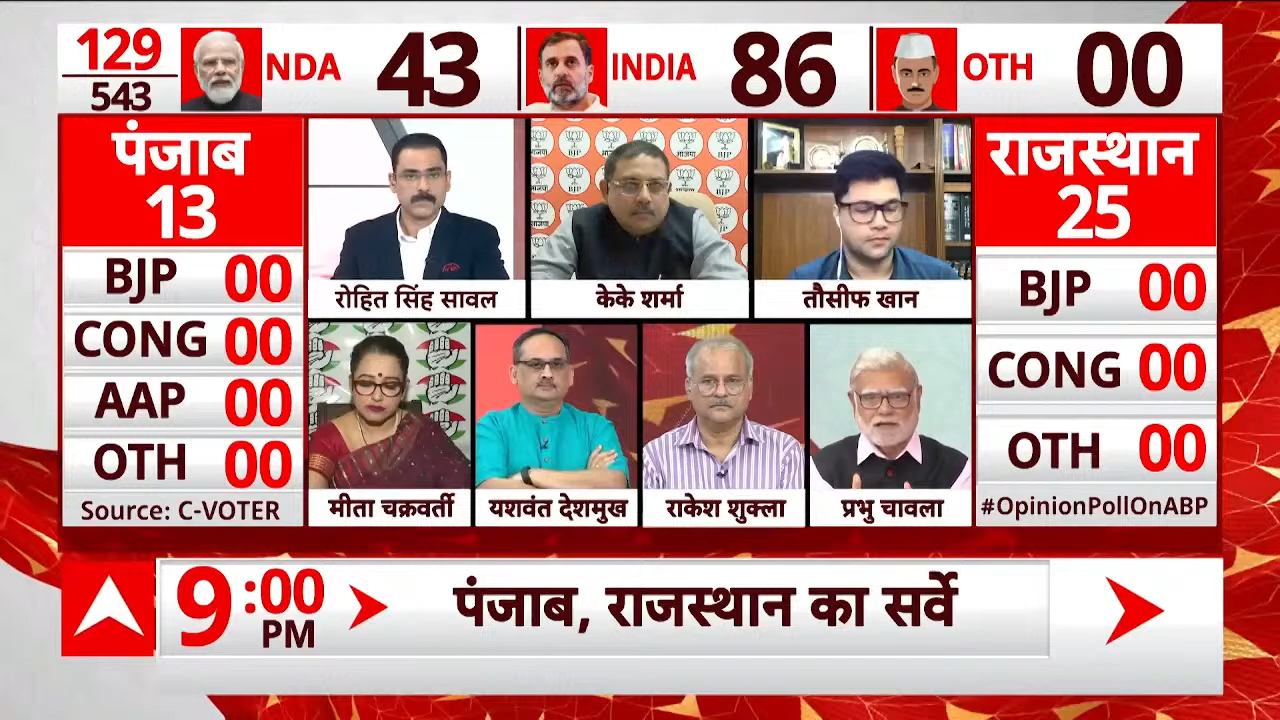 129
543
NDA 43
INDIA 86
OTH 00
पंजाब
13
BJP 00
CONG 00
AAP 00
OTH 00
Source: C-VOTER
रोहित सिंह सावल
केके शर्मा
तौसीफ खान
मीता चक्रवर्ती
यशवंत देशमुख
राकेश शुक्ला
प्रभु चावला
राजस्थान
25
BJP 00
CONG 00
OTH 00
#OpinionPollOnABP
9:00 PM
पंजाब, राजस्थान का सर्वे